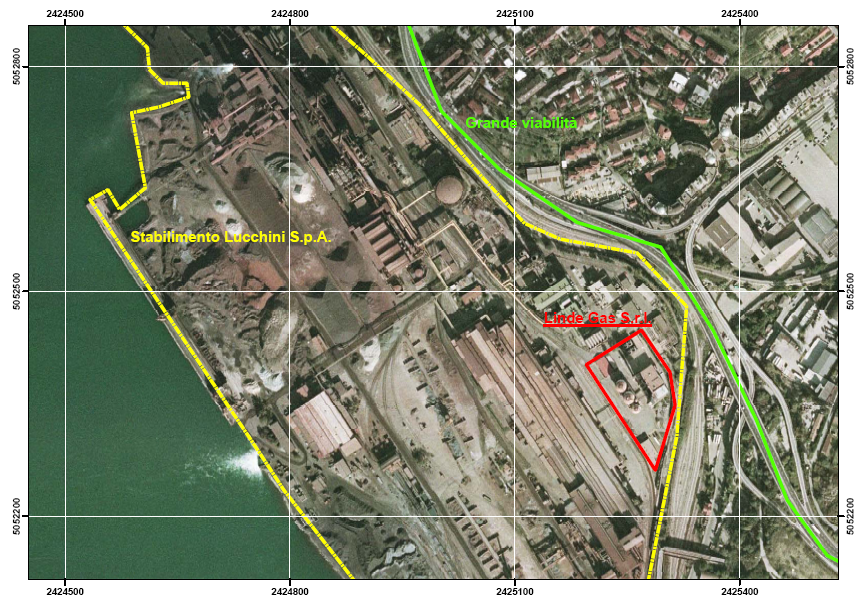 2424500 2424800 2425100 2425400
5052800 5052800
Grande viabilità
Stabilimento Lucchini S.p.A.
5052500 5052500
Linde Gas S.r.l.
5052200 5052200
2424500 2424800 2425100 2425400